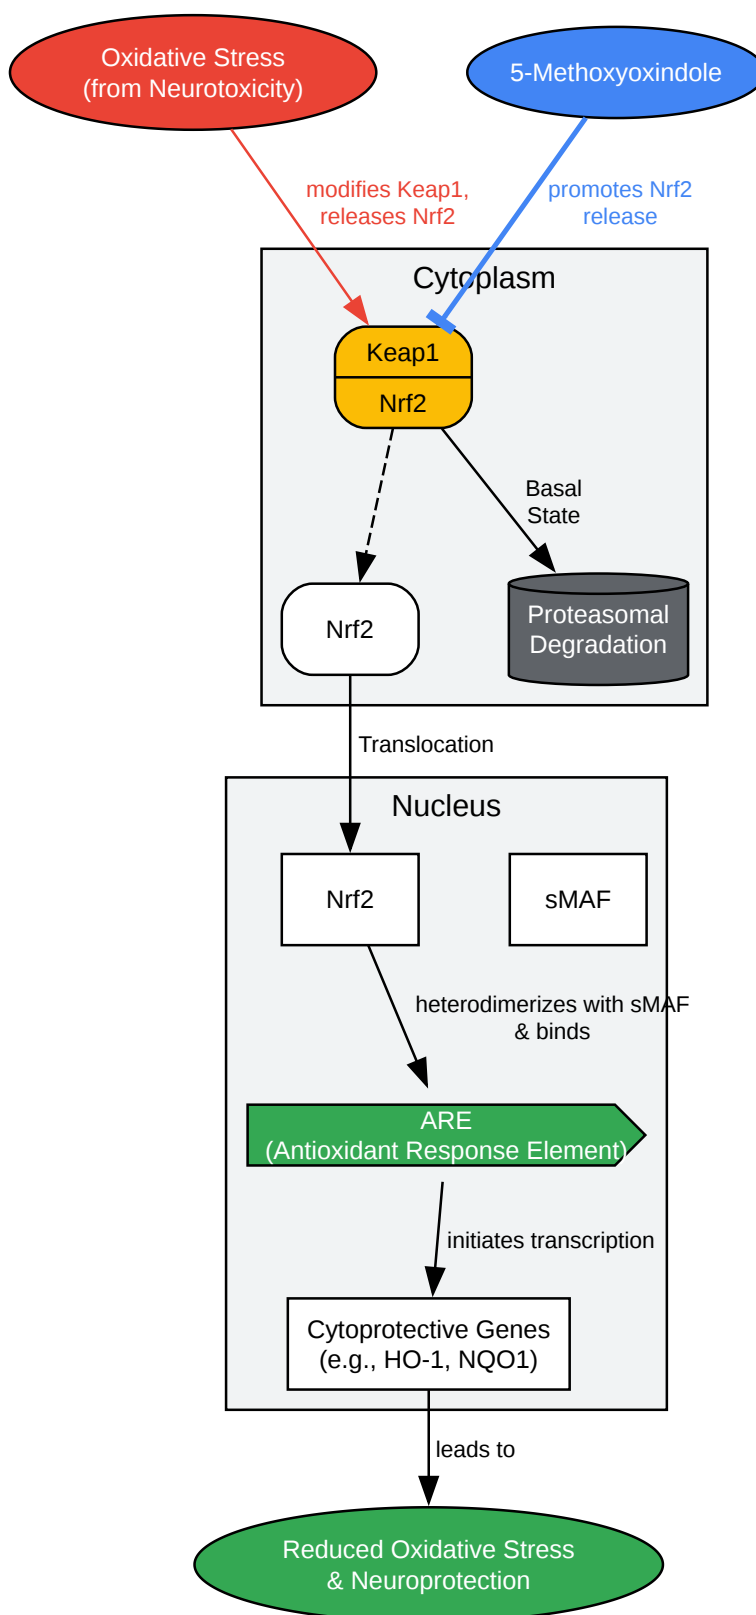 Oxidative Stress
(from Neurotoxicity)
5-Methoxyoxindole
modifies Keap1,
releases Nrf2
promotes Nrf2
release
Cytoplasm
Keap1
Nrf2
Basal
State
Nrf2
Proteasomal
Degradation
Translocation
Nucleus
Nrf2
sMAF
heterodimerizes with sMAF
& binds
ARE
(Antioxidant Response Element)
initiates transcription
Cytoprotective Genes
(e.g., HO-1, NQO1)
leads to
Reduced Oxidative Stress
& Neuroprotection